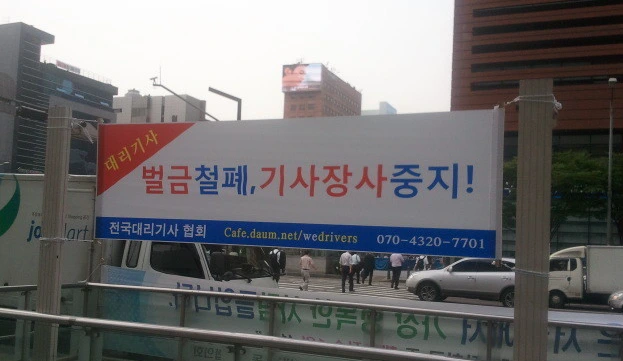 대리기사
벌금철폐,기사장사중지!
전국대리기사 협회 Cafe.daum.net/wedrivers 070-4320-7701